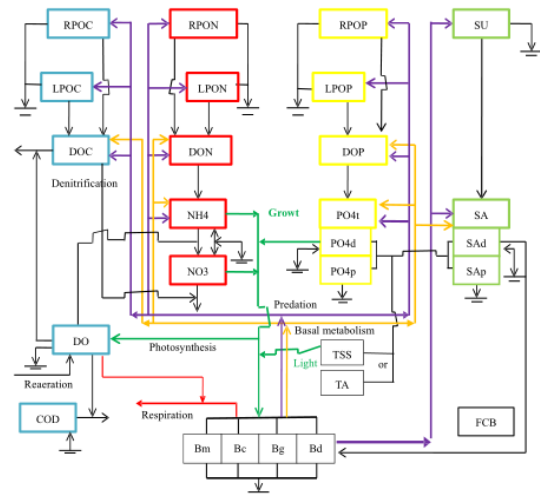 RPOC RPON RPOP SU
LPOC LPON LPOP
DOC DON DOP
Denitrification
NH4 Growt PO4t SA
PO4d SAd
NO3 PO4p SAp
Predation
DO Basal metabolism
Photosynthesis Light TSS
or
Reaeration TA
COD Respiration FCB
Bm Bc Bg Bd